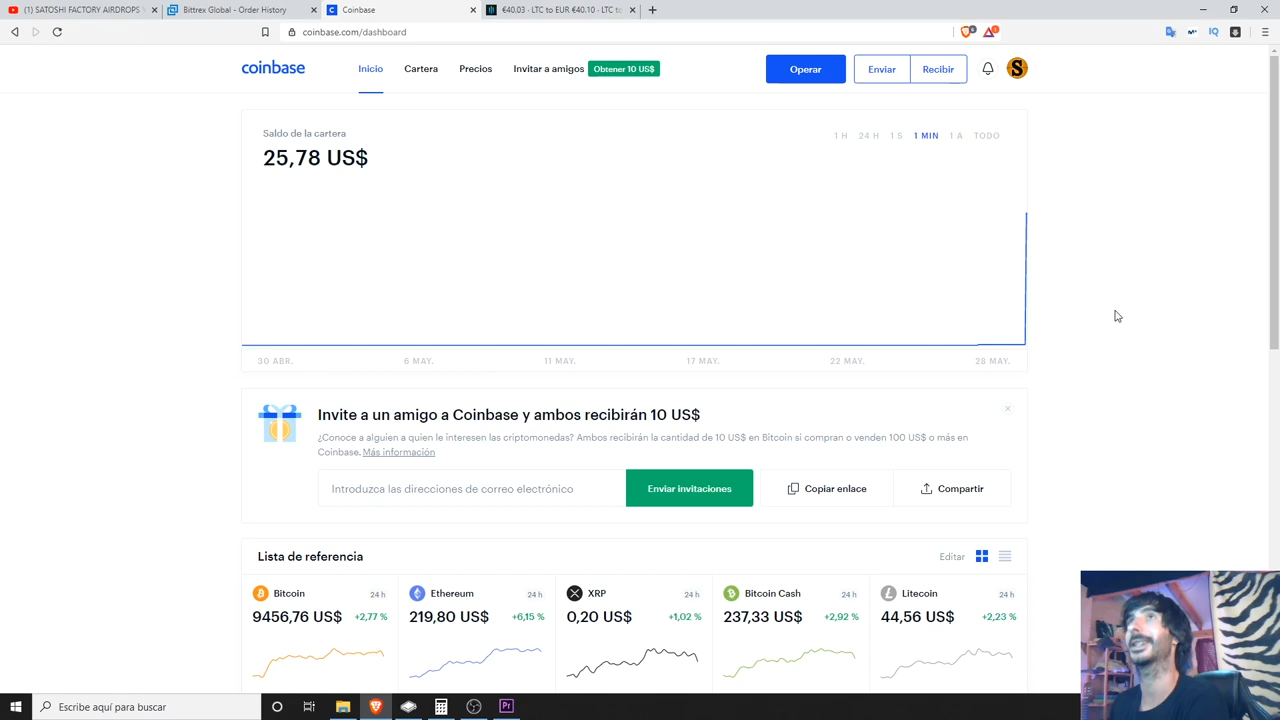 (1) SATOSHI FACTORY AIRDROPS
Bittrex Global - Order History
Coinbase
€40.03 - LTC to EUR €40.10 - LTC to
coinbase.com/dashboard
coinbase
Inicio
Cartera
Precios
Invitar a amigos
Obtener 10 US$
Operar
Enviar
Recibir
S
Saldo de la cartera
25,78 US$
1 H 24 H 1 S 1 MIN 1 A TODO
30 ABR. 6 MAY. 11 MAY. 17 MAY. 22 MAY. 28 MAY.
Invite a un amigo a Coinbase y ambos recibirán 10 US$
¿Conoce a alguien a quien le interesen las criptomonedas? Ambos recibirán la cantidad de 10 US$ en Bitcoin si compran o venden 100 US$ o más en
Coinbase. Más información
Introduzca las direcciones de correo electrónico
Enviar invitaciones
Copiar enlace
Compartir
Lista de referencia
Editar
Bitcoin 24 h
9456,76 US$ +2,77 %
Ethereum 24 h
219,80 US$ +6,15 %
XRP 24 h
0,20 US$ +1,02 %
Bitcoin Cash 24 h
237,33 US$ +2,92 %
Litecoin 24 h
44,56 US$ +2,23 %
Escribe aquí para buscar
Pr